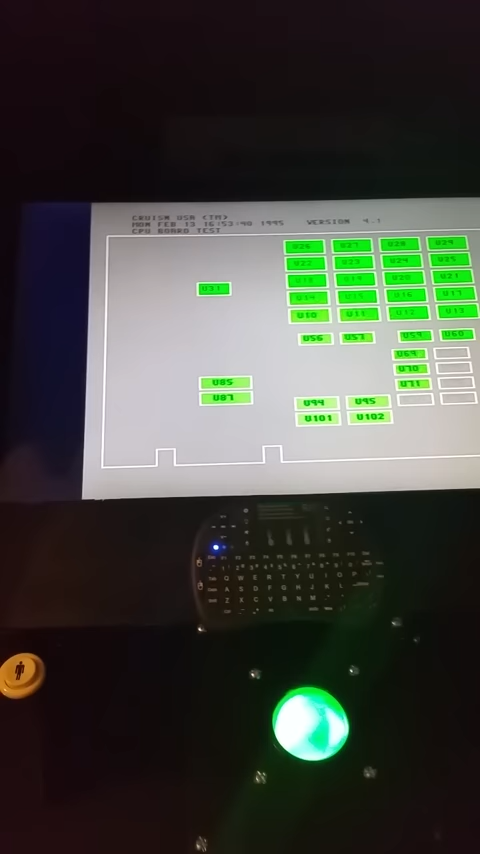 CRUISN USA <TM>
MON FEB 13 16:53:40 1995 VERSION 4.1
CPU BOARD TEST
U26 U27 U28 U29
U22 U23 U24 U25
U18 U19 U20 U21
U31
U14 U15 U16 U17
U10 U11 U12 U13
U56 U57 U59 U60
U69
U70
U85 U71
U87 U94 U95
U101 U102
Q W E R T Y U I O P
A S D F G H J K L
Z X C V B N M